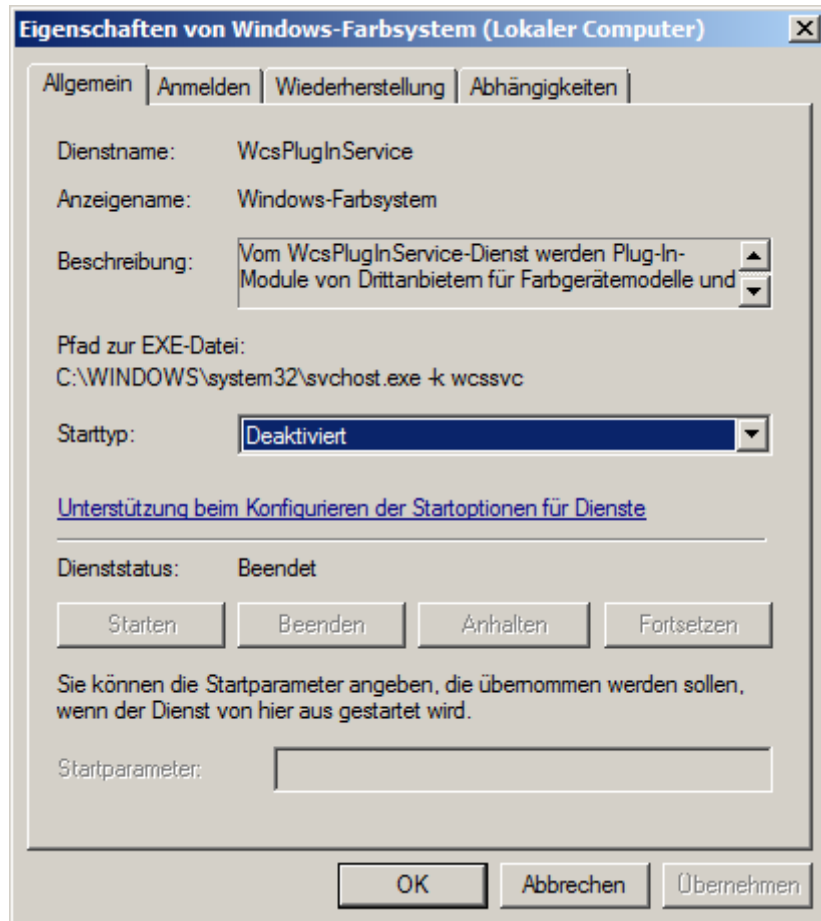 Eigenschaften von Windows-Farbsystem (Lokaler Computer)
Allgemein Anmelden Wiederherstellung Abhängigkeiten
Dienstname: WcsPlugInService
Anzeigename: Windows-Farbsystem
Beschreibung: Vom WcsPlugInService-Dienst werden Plug-In-
Module von Drittanbietern für Farbgerätemodelle und
Pfad zur EXE-Datei:
C:\WINDOWS\system32\svchost.exe -k wcssvc
Starttyp: Deaktiviert
Unterstützung beim Konfigurieren der Startoptionen für Dienste
Dienststatus: Beendet
Starten Beenden Anhalten Fortsetzen
Sie können die Startparameter angeben, die übernommen werden sollen,
wenn der Dienst von hier aus gestartet wird.
Startparameter:
OK Abbrechen Übernehmen